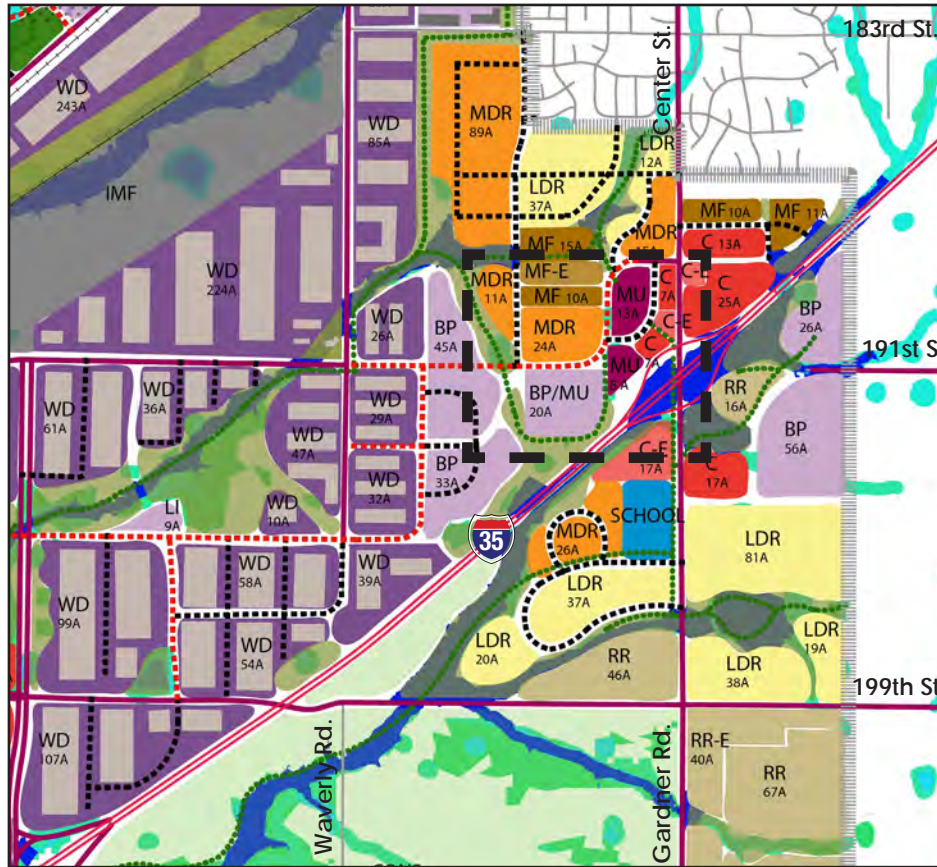 183rd St.
Center St.
WD
243A
WD
85A
MDR
89A
LDR
12A
LDR
37A
IMF
MF 10A
MF 11A
MDR
C 13A
MF 15A
MF-E
MDR
11A
MF 10A
MU
13A
C
7A
C-E
C
25A
BP
26A
WD
224A
WD
26A
BP
45A
MDR
24A
C-E
C
7A
191st S
MU
WD
61A
WD
36A
WD
29A
BP/MU
20A
RR
16A
BP
56A
WD
47A
WD
32A
BP
33A
C-E
17A
C
17A
LI
9A
WD
10A
35
SCHOOL
MDR
26A
LDR
81A
WD
99A
WD
58A
WD
39A
LDR
37A
WD
54A
LDR
20A
RR
46A
LDR
38A
LDR
19A
199th St
WD
107A
Waverly Rd.
Gardner Rd.
RR-E
40A
RR
67A